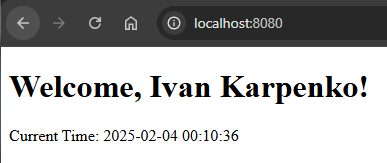 localhost:8080
Welcome, Ivan Karpenko!
Current Time: 2025-02-04 00:10:36